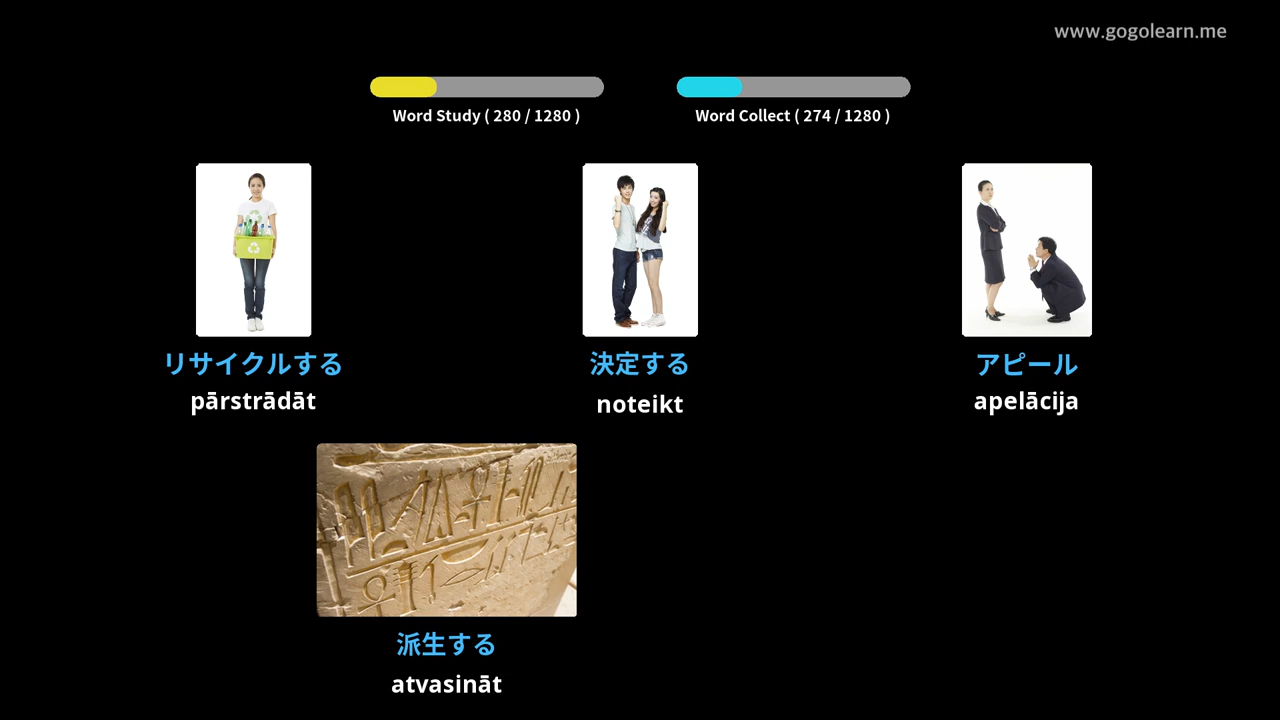 www.gogolearn.me
Word Study ( 280 / 1280 )
Word Collect ( 274 / 1280 )
リサイクルする
pārstrādāt
決定する
noteikt
アピール
apelācija
派生する
atvasināt